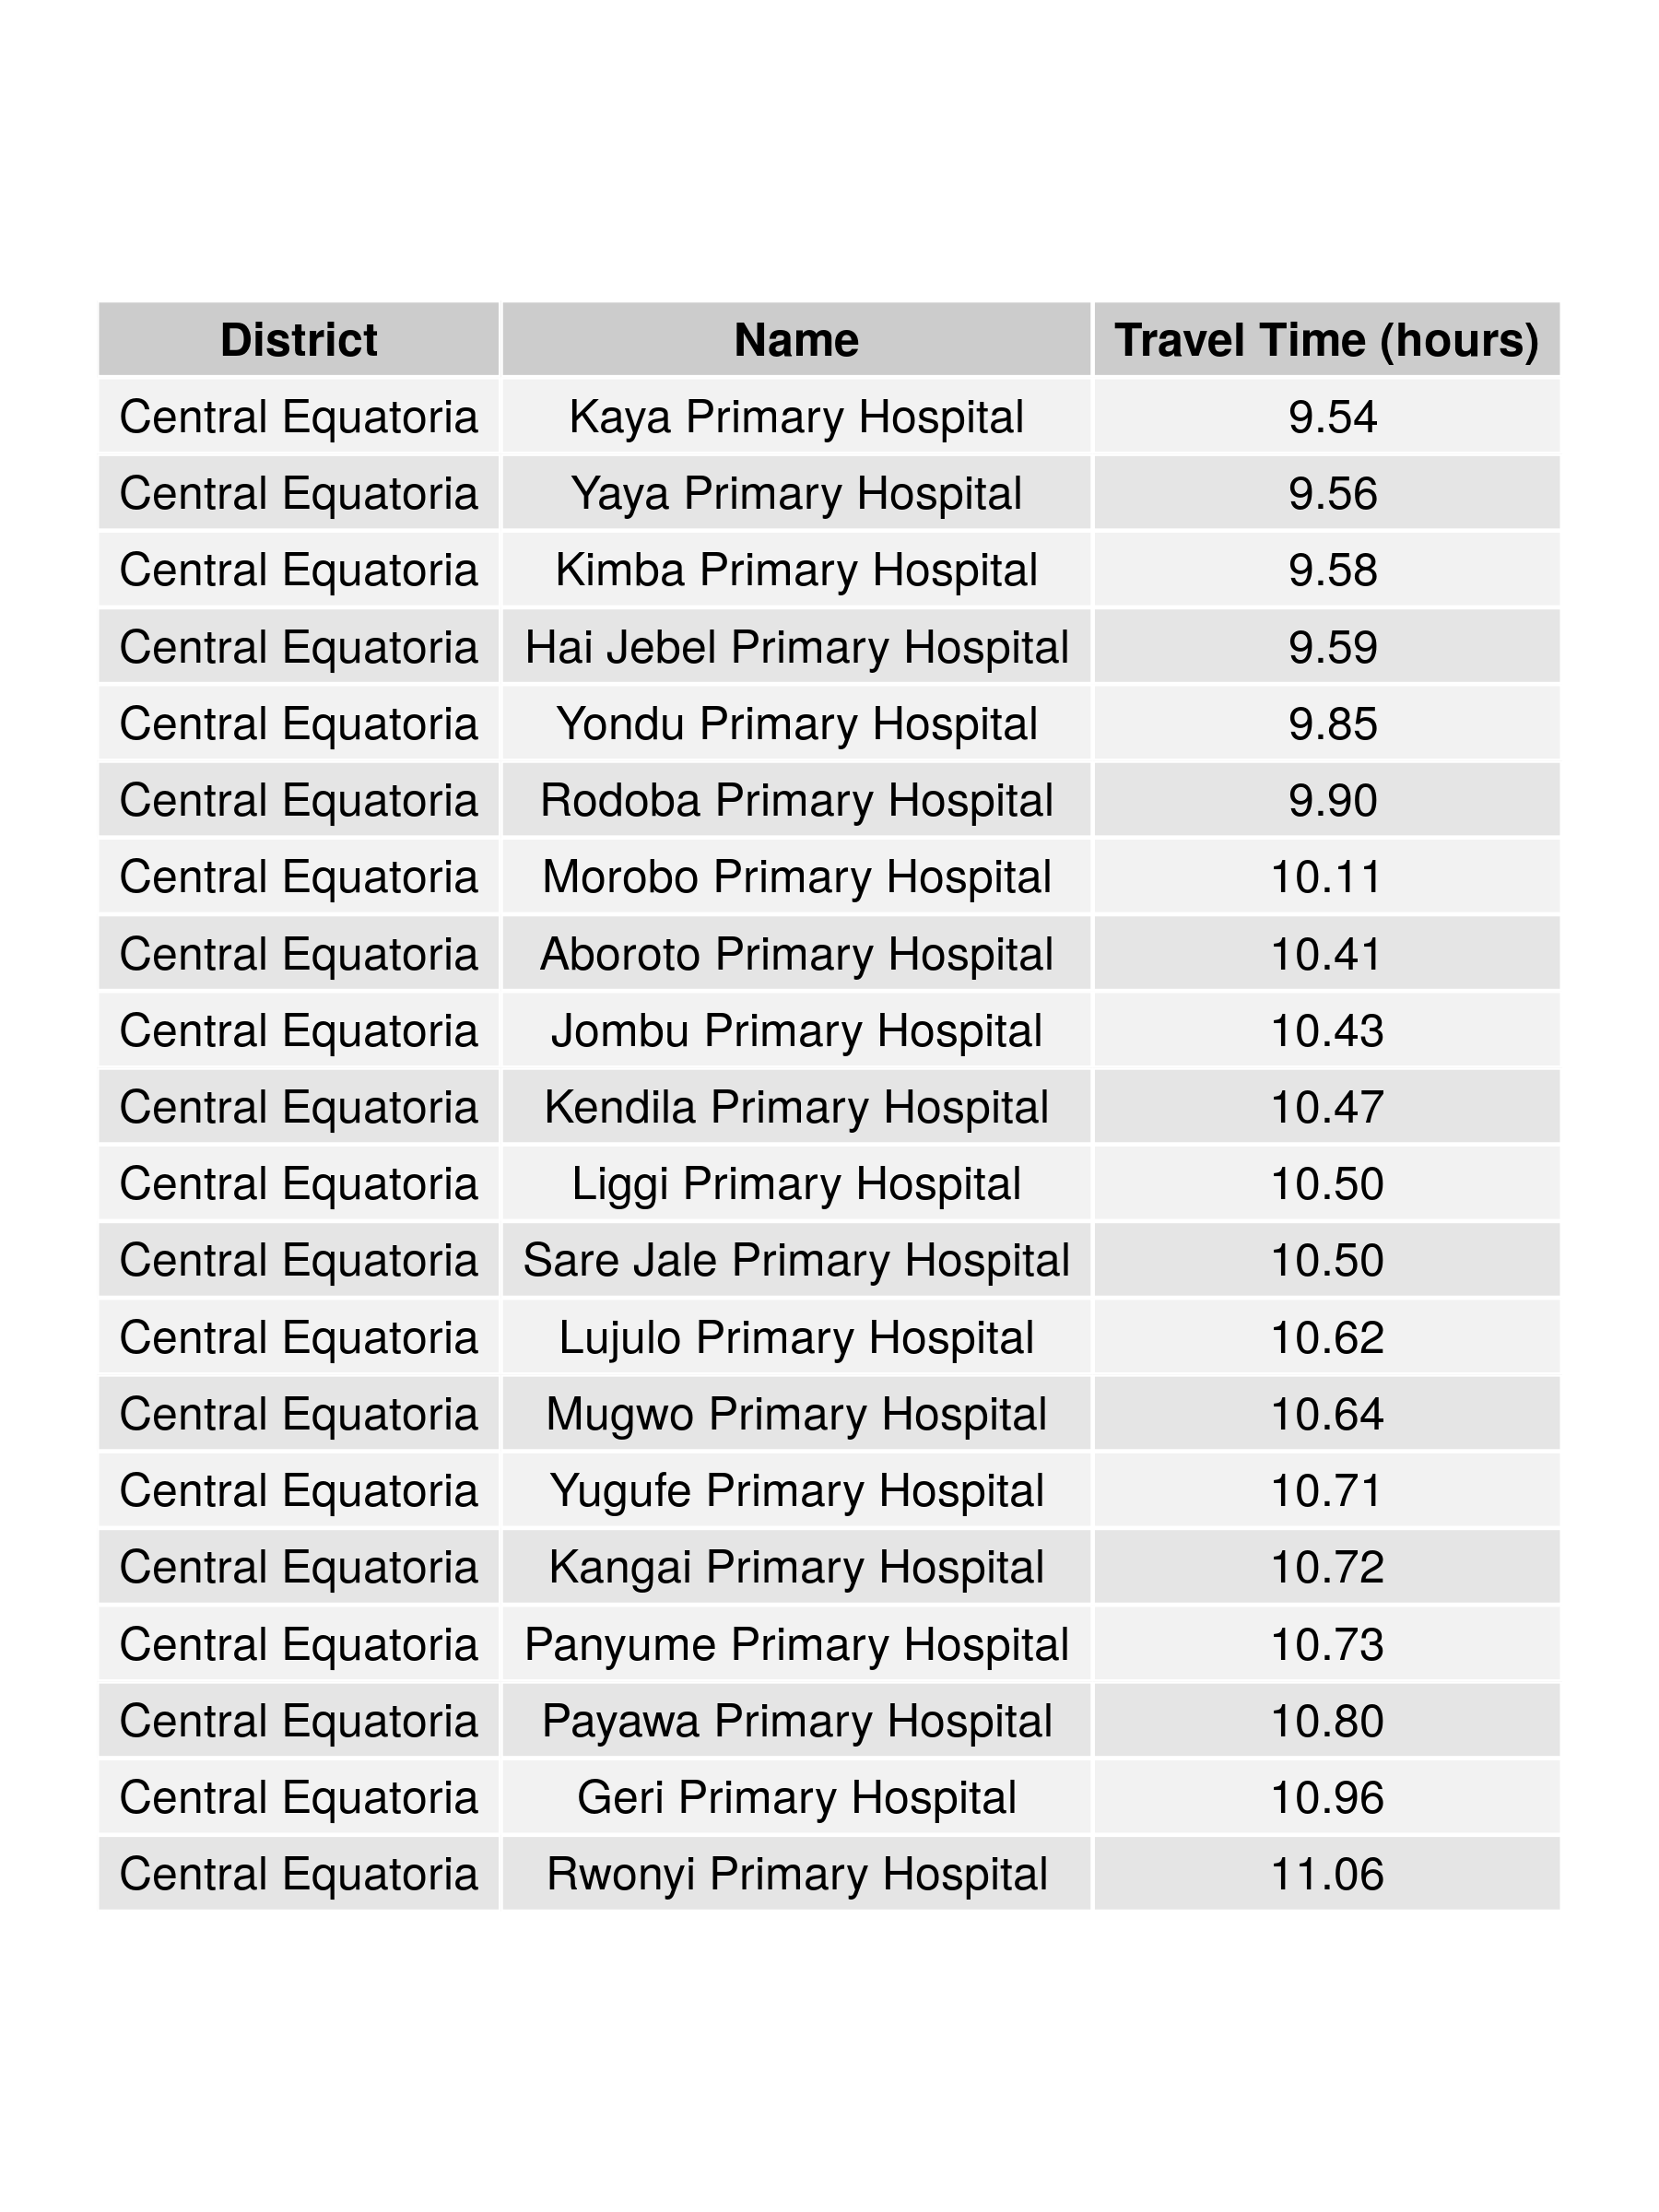 District Name Travel Time (hours)
Central Equatoria Kaya Primary Hospital 9.54
Central Equatoria Yaya Primary Hospital 9.56
Central Equatoria Kimba Primary Hospital 9.58
Central Equatoria Hai Jebel Primary Hospital 9.59
Central Equatoria Yondu Primary Hospital 9.85
Central Equatoria Rodoba Primary Hospital 9.90
Central Equatoria Morobo Primary Hospital 10.11
Central Equatoria Aboroto Primary Hospital 10.41
Central Equatoria Jombu Primary Hospital 10.43
Central Equatoria Kendila Primary Hospital 10.47
Central Equatoria Liggi Primary Hospital 10.50
Central Equatoria Sare Jale Primary Hospital 10.50
Central Equatoria Lujulo Primary Hospital 10.62
Central Equatoria Mugwo Primary Hospital 10.64
Central Equatoria Yugufe Primary Hospital 10.71
Central Equatoria Kangai Primary Hospital 10.72
Central Equatoria Panyume Primary Hospital 10.73
Central Equatoria Payawa Primary Hospital 10.80
Central Equatoria Geri Primary Hospital 10.96
Central Equatoria Rwonyi Primary Hospital 11.06